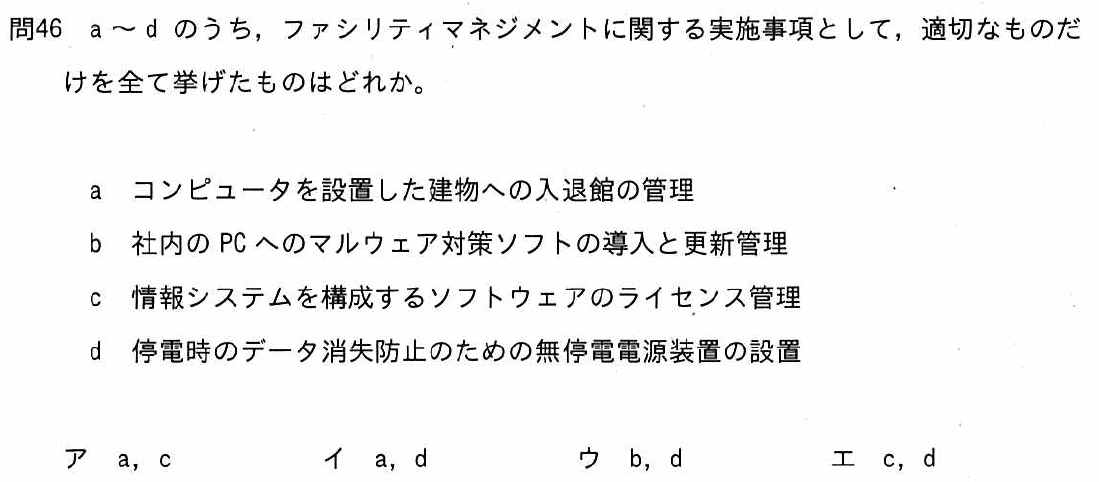 問46 a～d のうち，ファシリティマネジメントに関する実施事項として，適切なものだ
けを全て挙げたものはどれか。
a コンピュータを設置した建物への入退館の管理
b 社内の PC へのマルウェア対策ソフトの導入と更新管理
c 情報システムを構成するソフトウェアのライセンス管理
d 停電時のデータ消失防止のための無停電電源装置の設置
ア a，c イ a，d ウ b，d エ c，d